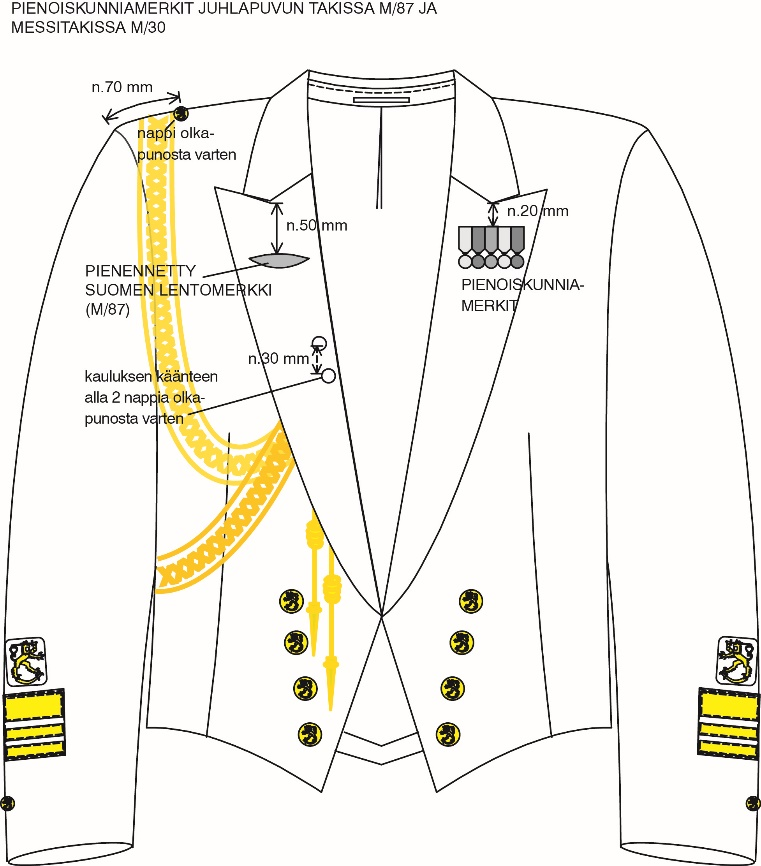 PIENOISKUNNIAMERKIT JUHLAPUVUN TAKISSA M/87 JA
MESSITAKISSA M/30
n.70 mm
nappi olka-
punosta varten
n.50 mm
n.20 mm
PIENENNETTY
SUOMEN LENTOMERKKI
(M/87)
PIENOISKUNNIA-
MERKIT
n.30 mm
kauluksen käänteen
alla 2 nappia olka-
punosta varten